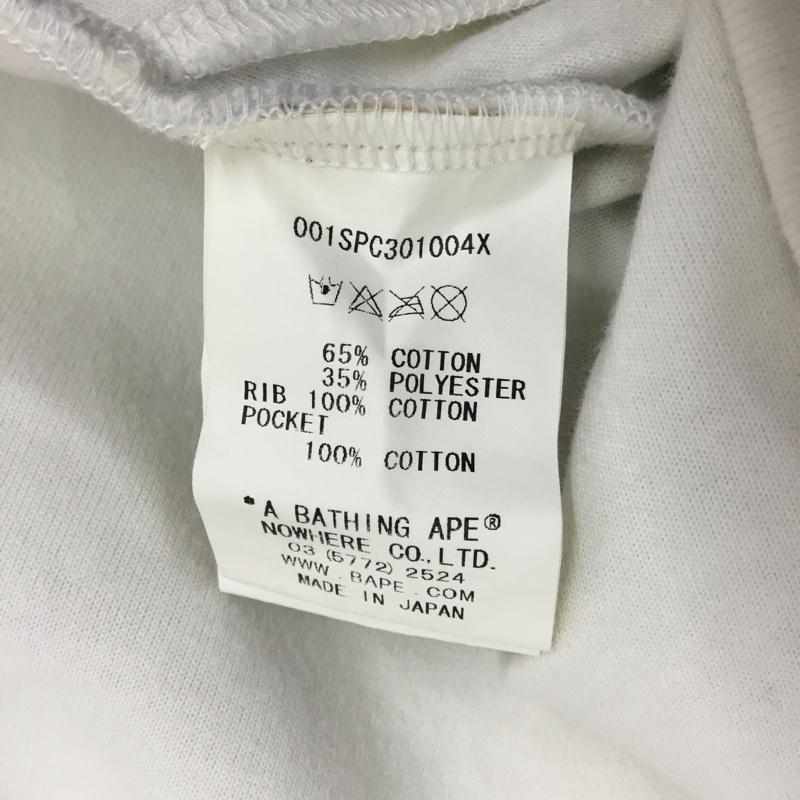 001SPC301004X
65% COTTON
35% POLYESTER
RIB 100% COTTON
POCKET
100% COTTON
*A BATHING APE®
NOWHERE CO., LTD.
03 (5772) 2524
WWW.BAPE.COM
MADE IN JAPAN